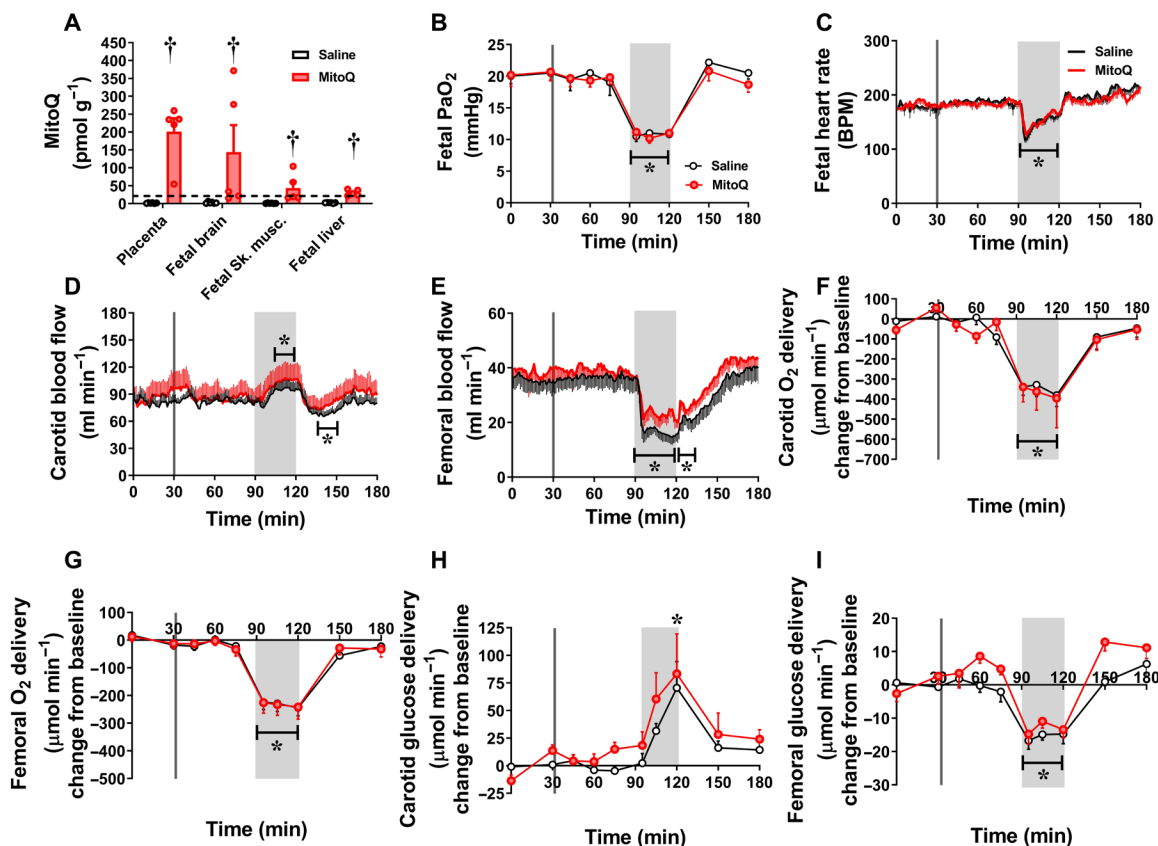 A
MitoQ
(pmol g⁻¹)
450
400
350
300
250
200
150
100
50
0
†
†
†
†
Saline
MitoQ
Placenta
Fetal brain
Fetal Sk. musc.
Fetal liver
B
Fetal PaO₂
(mmHg)
25
20
15
10
5
0
*
Saline
MitoQ
0 30 60 90 120 150 180
Time (min)
C
Fetal heart rate
(BPM)
300
200
100
0
Saline
MitoQ
*
0 30 60 90 120 150 180
Time (min)
D
Carotid blood flow
(ml min⁻¹)
180
150
120
90
60
30
0
*
*
0 30 60 90 120 150 180
Time (min)
E
Femoral blood flow
(ml min⁻¹)
60
40
20
0
* *
0 30 60 90 120 150 180
Time (min)
F
Carotid O₂ delivery
(μmol min⁻¹)
change from baseline
100
0
−100
−200
−300
−400
−500
−600
−700
30 60 90 120 150 180
*
Time (min)
G
Femoral O₂ delivery
(μmol min⁻¹)
change from baseline
100
0
−100
−200
−300
−400
−500
30 60 90 120 150 180
*
Time (min)
H
Carotid glucose delivery
(μmol min⁻¹)
change from baseline
125
100
75
50
25
0
−25
*
30 60 90 120 150 180
Time (min)
I
Femoral glucose delivery
(μmol min⁻¹)
change from baseline
20
10
0
−10
−20
−30
30 60 90 120 150 180
*
Time (min)